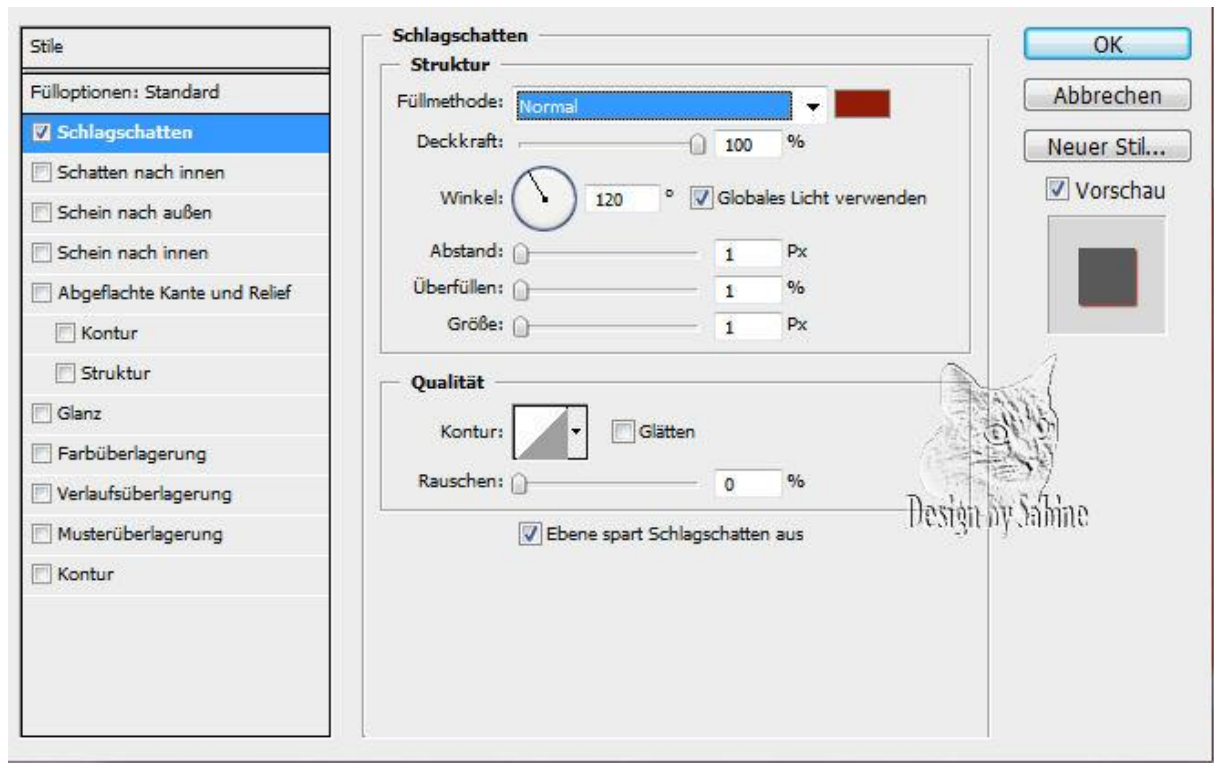 Stile
Fülloptionen: Standard
Schlagschatten
Schatten nach innen
Schein nach außen
Schein nach innen
Abgeflachte Kante und Relief
Kontur
Struktur
Glanz
Farbüberlagerung
Verlaufsüberlagerung
Musterüberlagerung
Kontur
Schlagschatten
Struktur
Füllmethode: Normal
Deckkraft: 100 %
Winkel: 120 ° Globales Licht verwenden
Abstand: 1 Px
Überfüllen: 1 %
Größe: 1 Px
Qualität
Kontur: Glätten
Rauschen: 0 %
Ebene spart Schlagschatten aus
OK
Abbrechen
Neuer Stil...
Vorschau
Design by Sabine